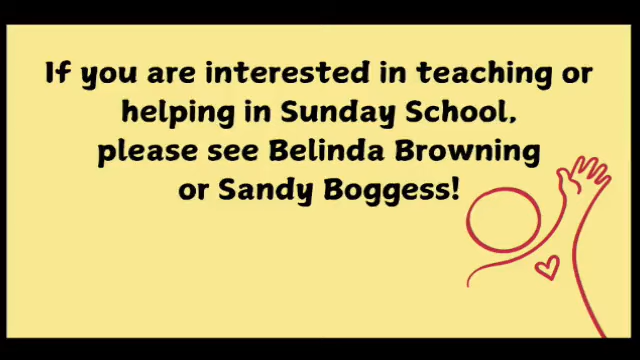 If you are interested in teaching or
helping in Sunday School,
please see Belinda Browning
or Sandy Boggess!